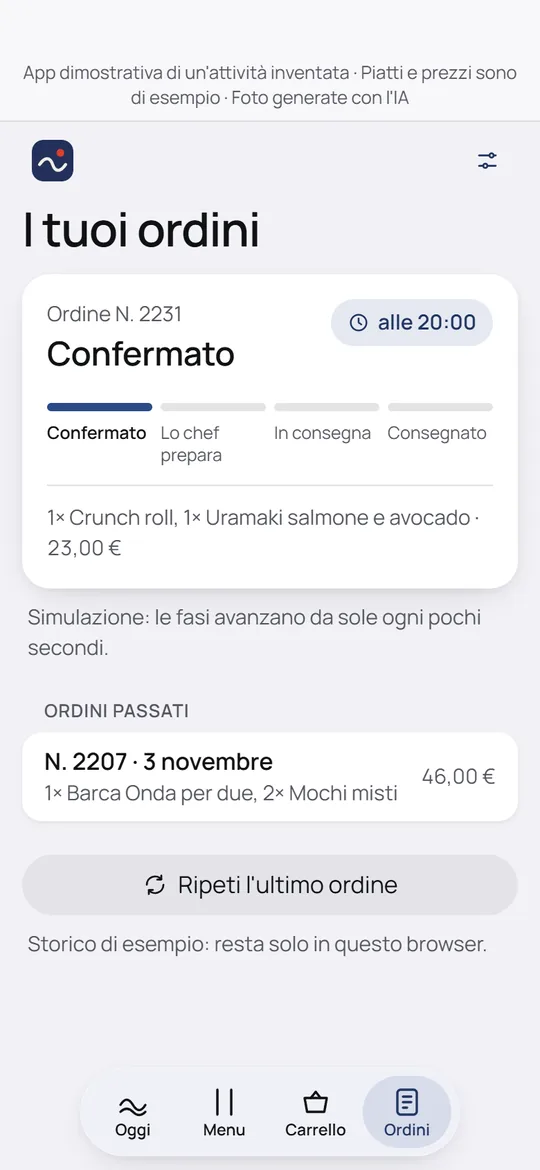 App dimostrativa di un'attività inventata · Piatti e prezzi sono
di esempio · Foto generate con l'IA
I tuoi ordini
Ordine N. 2231
Confermato
alle 20:00
Confermato
Lo chef
prepara
In consegna
Consegnato
1× Crunch roll, 1× Uramaki salmone e avocado ·
23,00 €
Simulazione: le fasi avanzano da sole ogni pochi
secondi.
ORDINI PASSATI
N. 2207 · 3 novembre
1× Barca Onda per due, 2× Mochi misti
46,00 €
Ripeti l'ultimo ordine
Storico di esempio: resta solo in questo browser.
Oggi
Menu
Carrello
Ordini